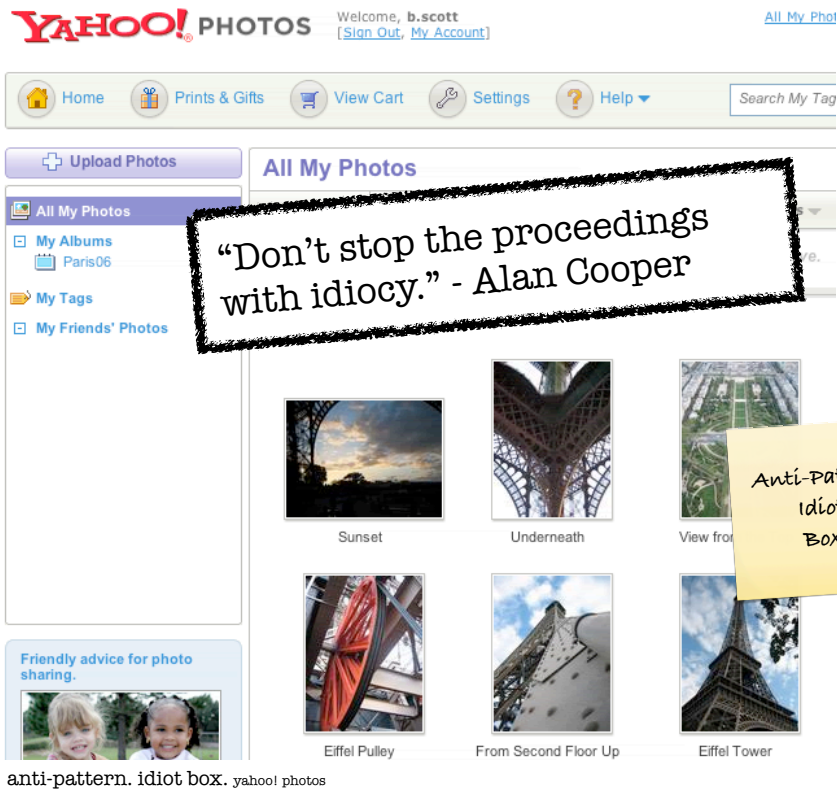 YAHOO! PHOTOS
Welcome, b.scott
[Sign Out, My Account]
All My
Home
Prints & Gifts
View Cart
Settings
Help
Search My
Upload Photos
All My Photos
My Albums
Paris06
My Tags
My Friends' Photos
Friendly advice for photo
sharing.
All My Photos
“Don’t stop the proceedings
with idiocy.” - Alan Cooper
Sunset
Underneath
View
Eiffel Pulley
From Second Floor Up
Eiffel Tower
Box
anti-pattern. idiot box. yahoo! photos